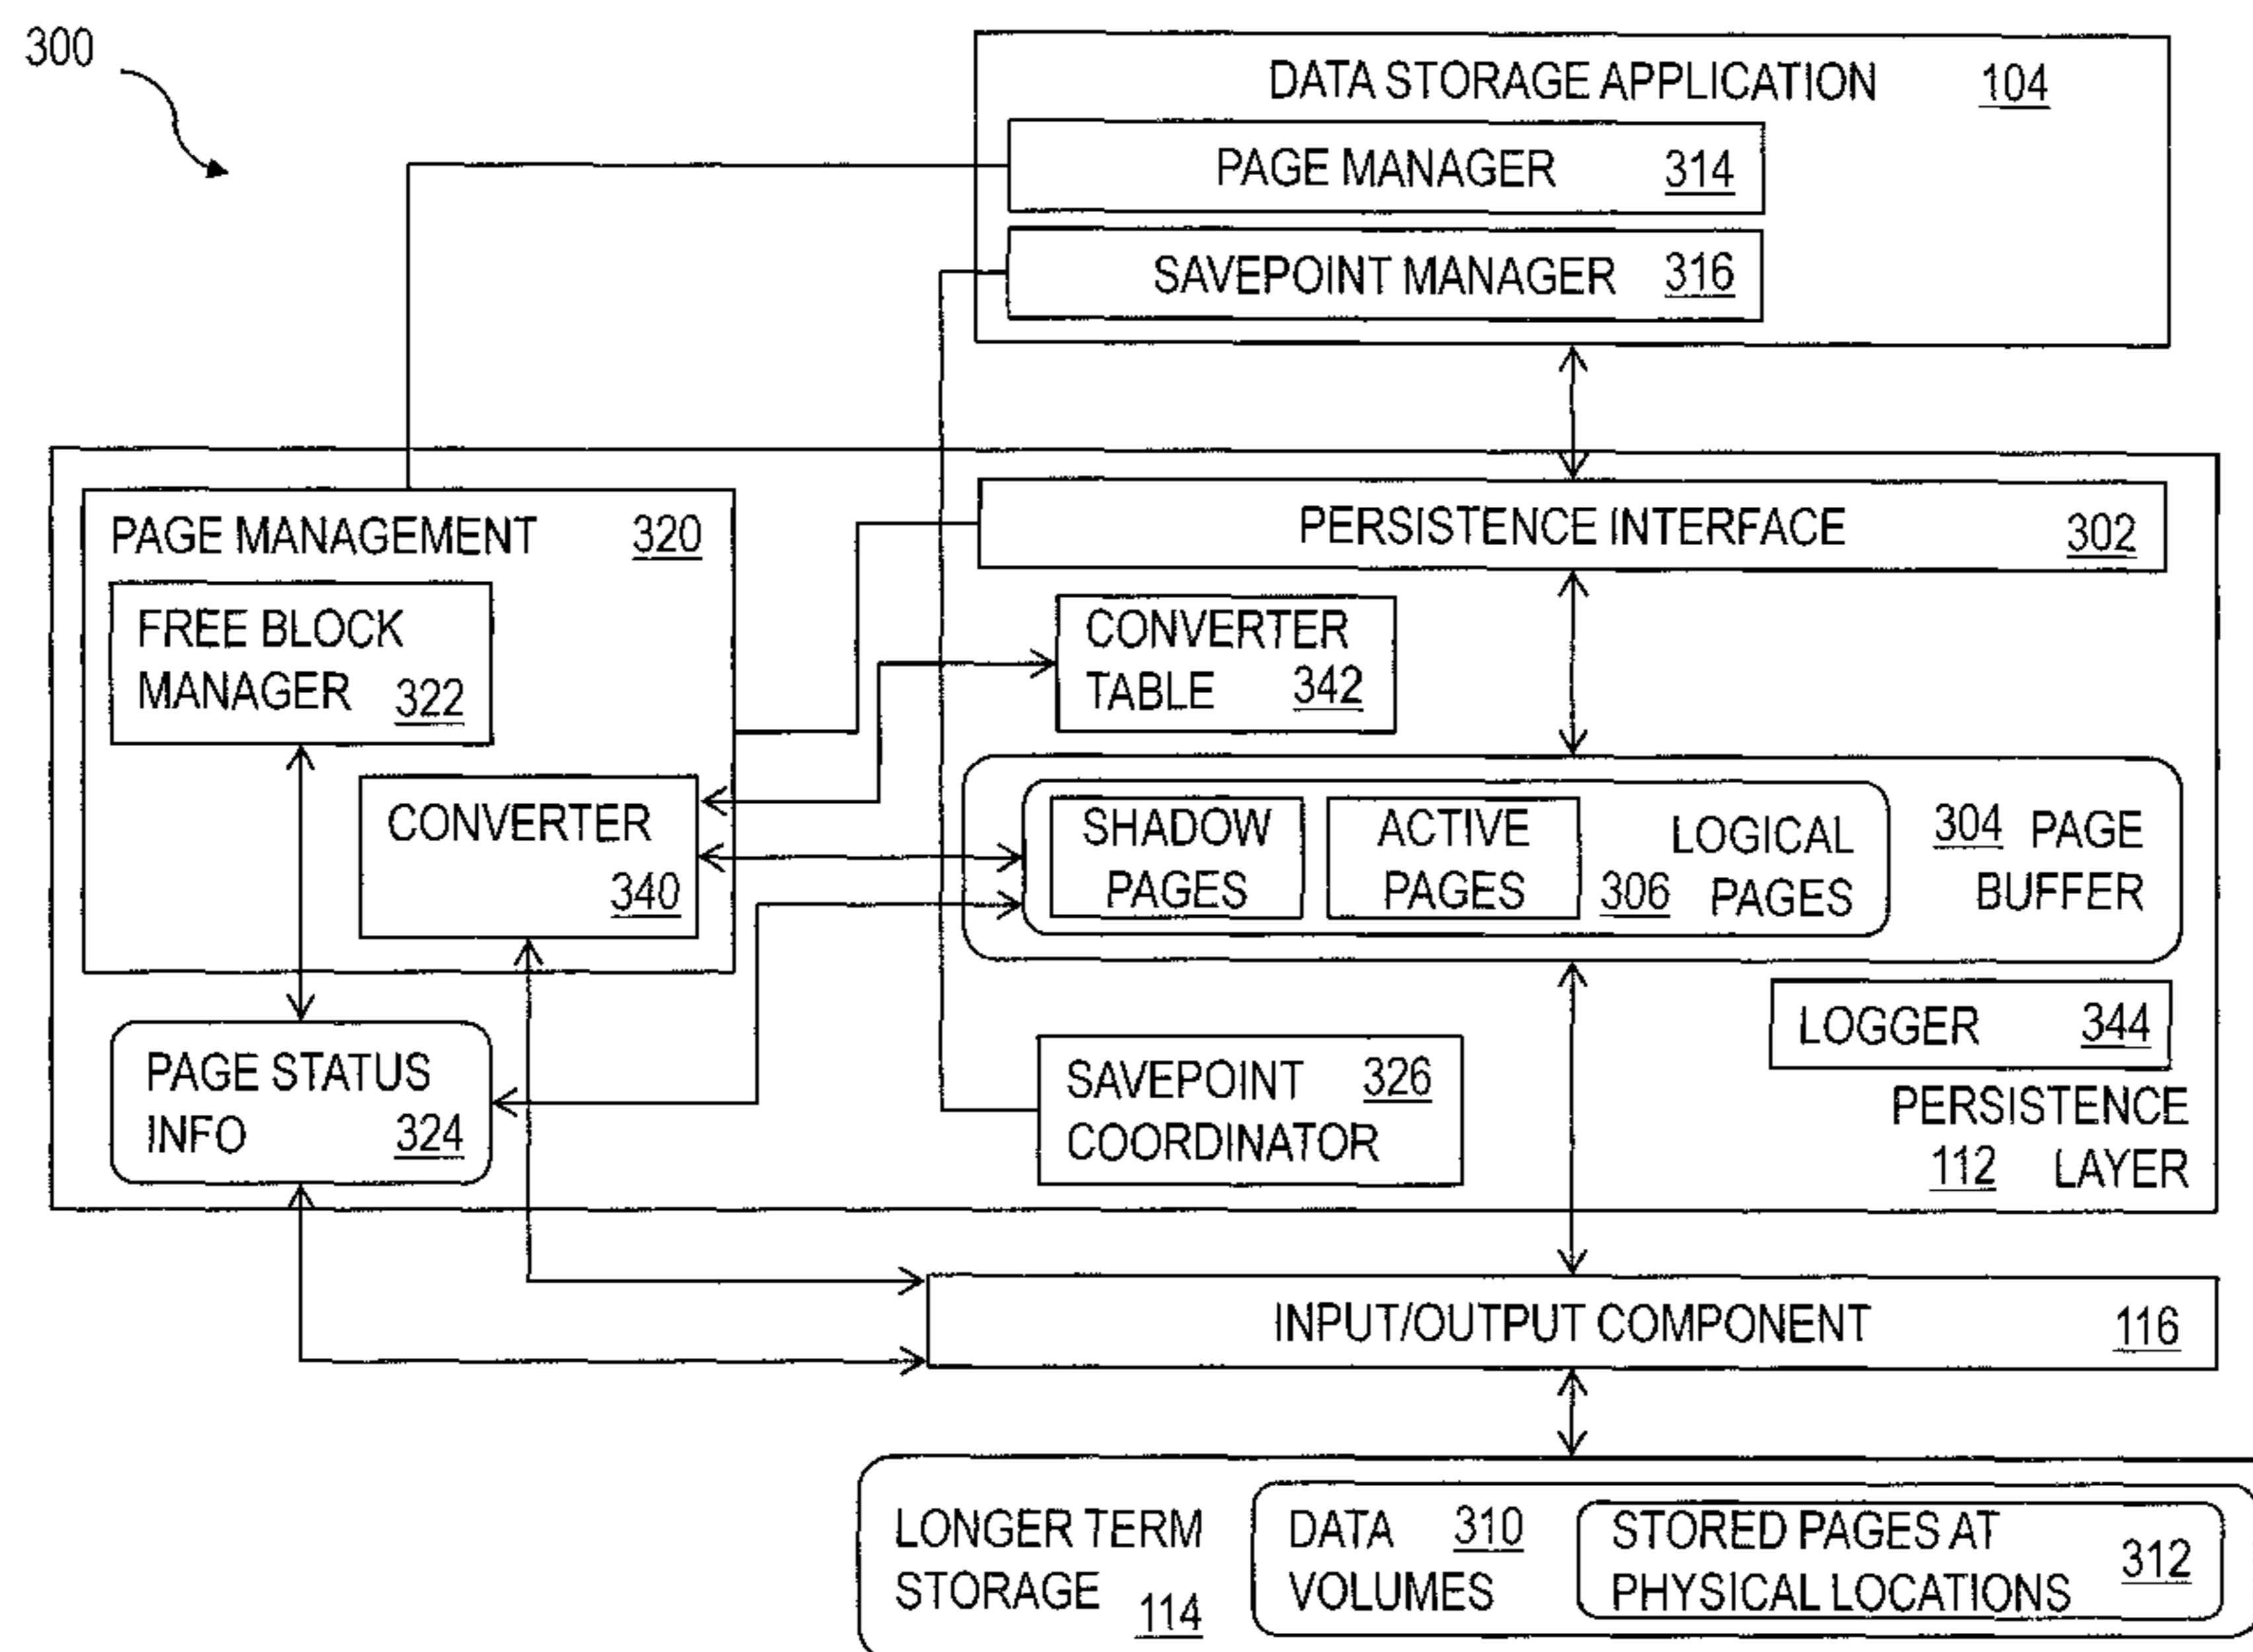 300
DATA STORAGE APPLICATION 104
PAGE MANAGER 314
SAVEPOINT MANAGER 316
PAGE MANAGEMENT 320
PERSISTENCE INTERFACE 302
FREE BLOCK
MANAGER 322
CONVERTER
TABLE 342
CONVERTER
340
SHADOW
PAGES
ACTIVE
PAGES
LOGICAL
306 PAGES
304 PAGE
BUFFER
LOGGER 344
PAGE STATUS
INFO 324
SAVEPOINT 326
COORDINATOR
PERSISTENCE
112 LAYER
INPUT/OUTPUT COMPONENT 116
LONGER TERM
STORAGE 114
DATA 310
VOLUMES
STORED PAGES AT
PHYSICAL LOCATIONS 312